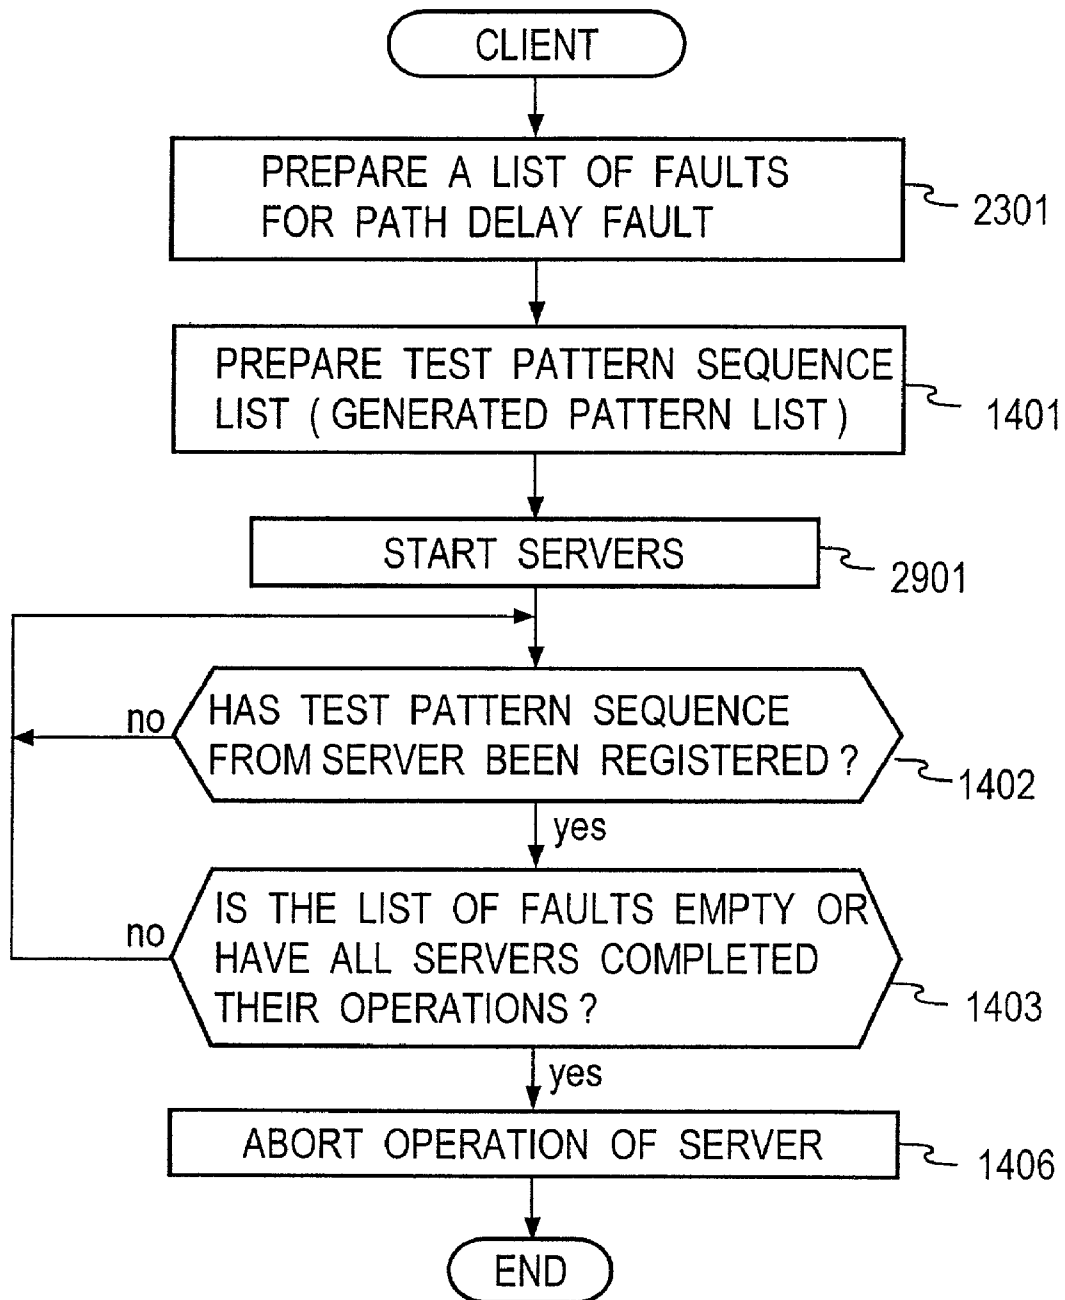 CLIENT
PREPARE A LIST OF FAULTS
FOR PATH DELAY FAULT
2301
PREPARE TEST PATTERN SEQUENCE
LIST ( GENERATED PATTERN LIST )
1401
START SERVERS
2901
no
HAS TEST PATTERN SEQUENCE
FROM SERVER BEEN REGISTERED ?
1402
yes
no
IS THE LIST OF FAULTS EMPTY OR
HAVE ALL SERVERS COMPLETED
THEIR OPERATIONS ?
1403
yes
ABORT OPERATION OF SERVER
1406
END